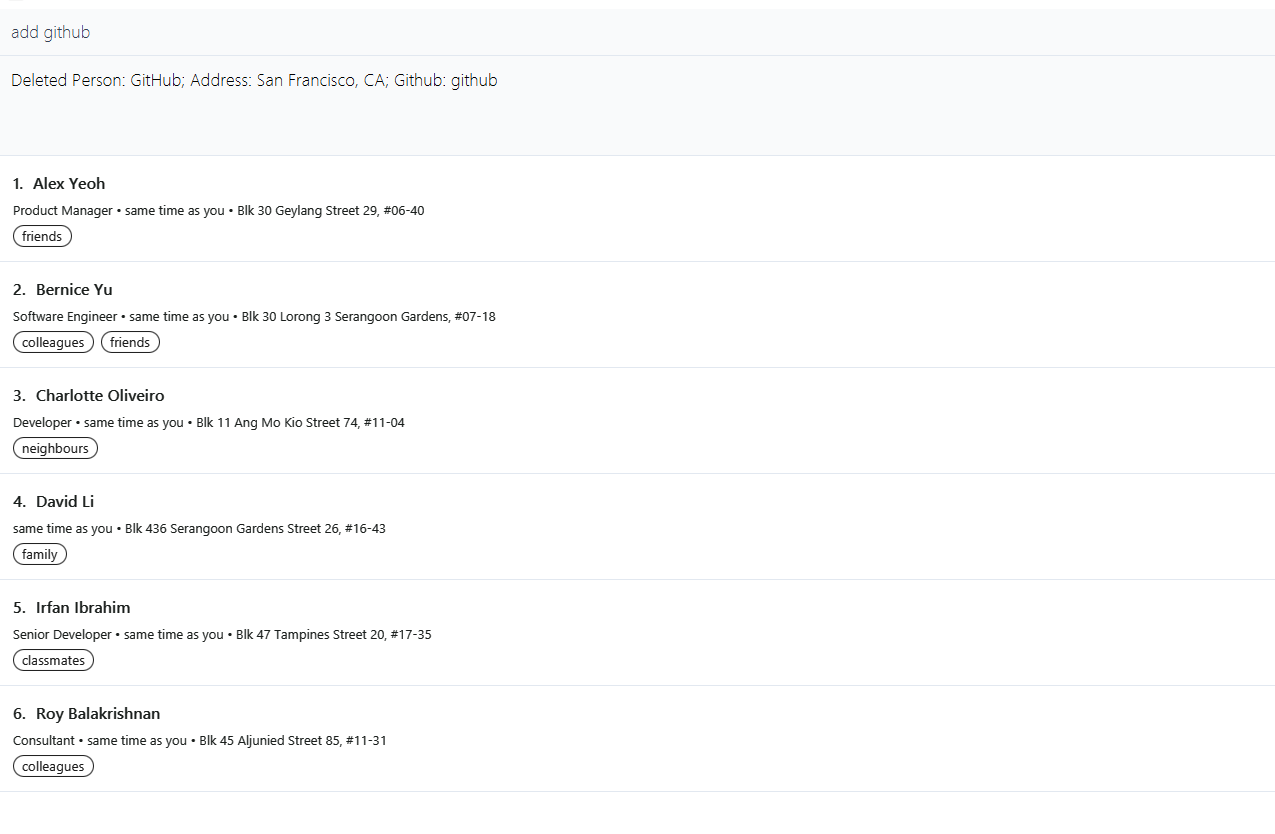 add github
Deleted Person: GitHub; Address: San Francisco, CA; Github: github
1. Alex Yeoh
Product Manager • same time as you • Blk 30 Geylang Street 29, #06-40
friends
2. Bernice Yu
Software Engineer • same time as you • Blk 30 Lorong 3 Serangoon Gardens, #07-18
colleagues friends
3. Charlotte Oliveiro
Developer • same time as you • Blk 11 Ang Mo Kio Street 74, #11-04
neighbours
4. David Li
same time as you • Blk 436 Serangoon Gardens Street 26, #16-43
family
5. Irfan Ibrahim
Senior Developer • same time as you • Blk 47 Tampines Street 20, #17-35
classmates
6. Roy Balakrishnan
Consultant • same time as you • Blk 45 Aljunied Street 85, #11-31
colleagues